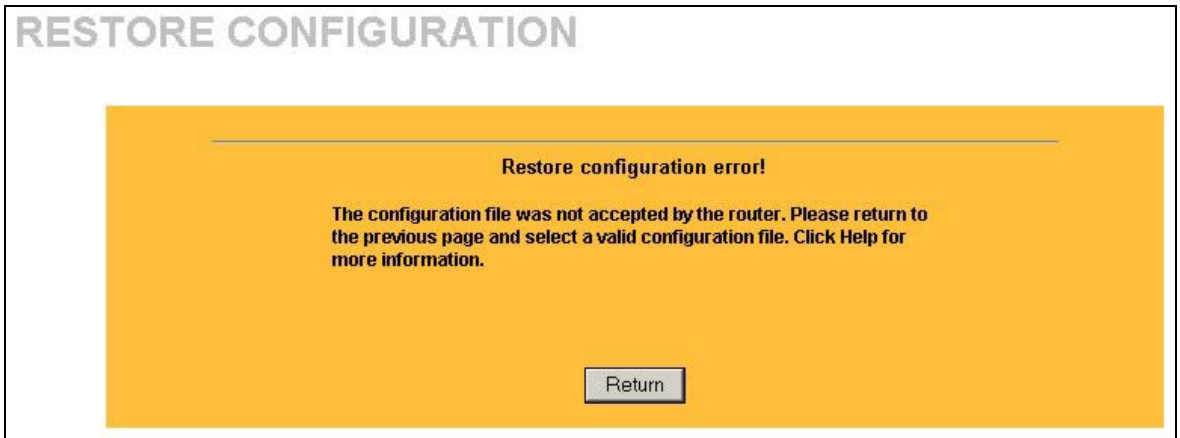 RESTORE CONFIGURATION
Restore configuration error!
The configuration file was not accepted by the router. Please return to
the previous page and select a valid configuration file. Click Help for
more information.
Return